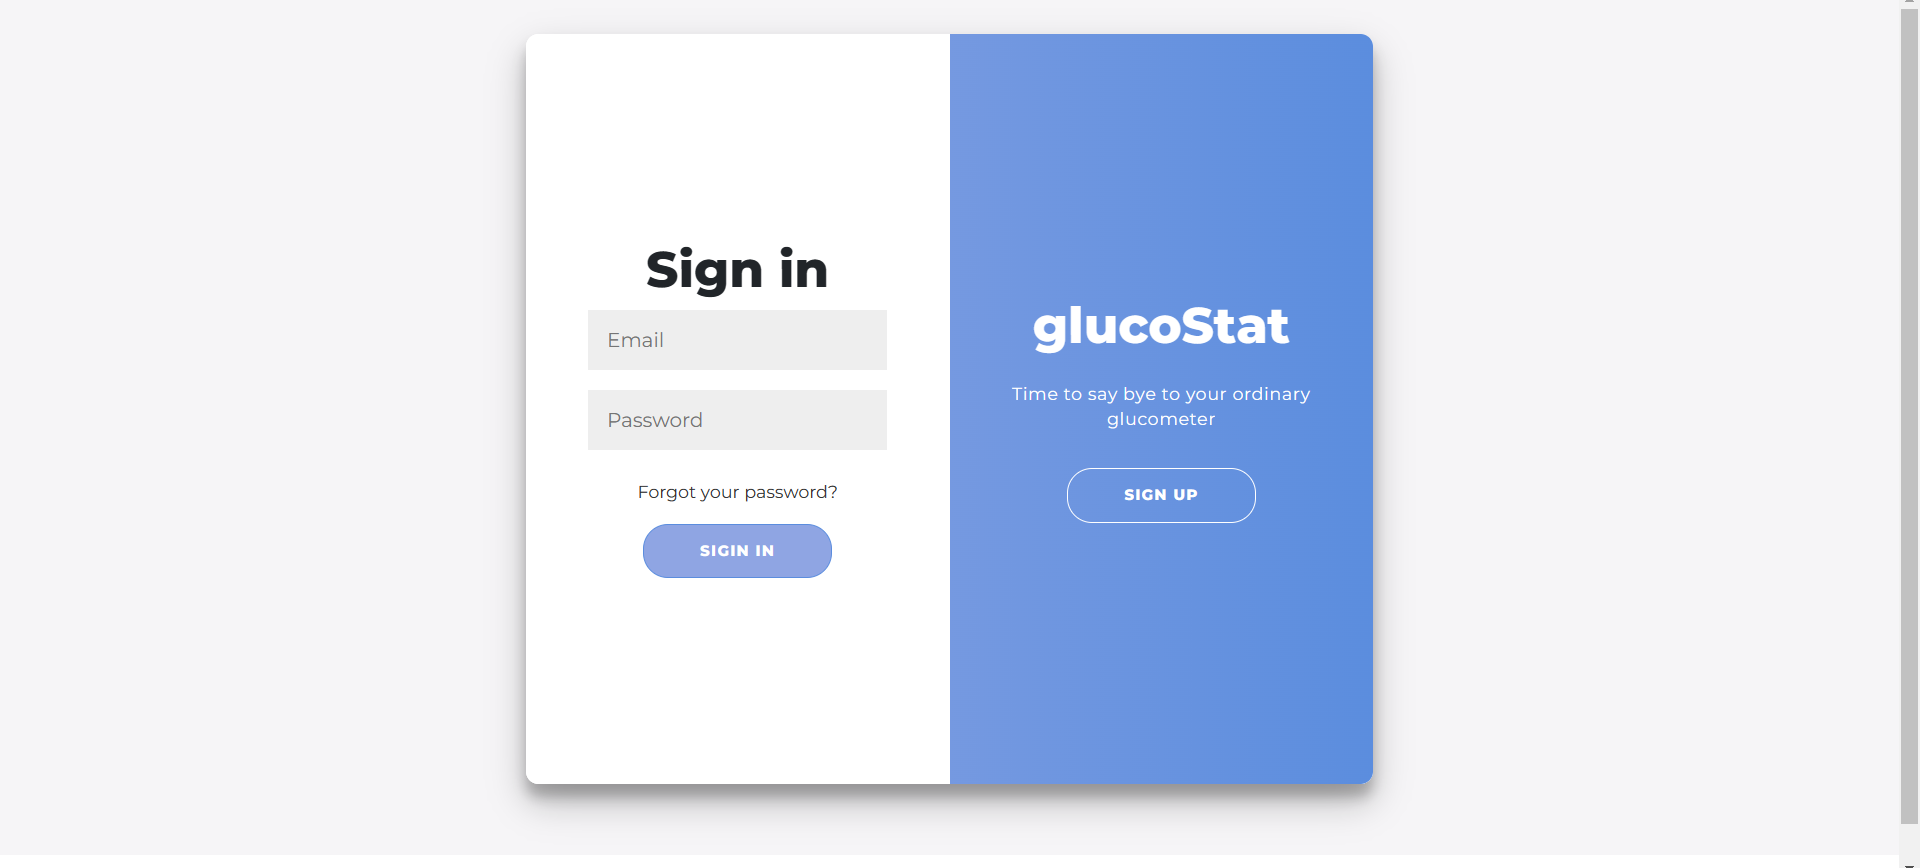 Sign in
Email
Password
Forgot your password?
SIGIN IN
glucoStat
Time to say bye to your ordinary
glucometer
SIGN UP